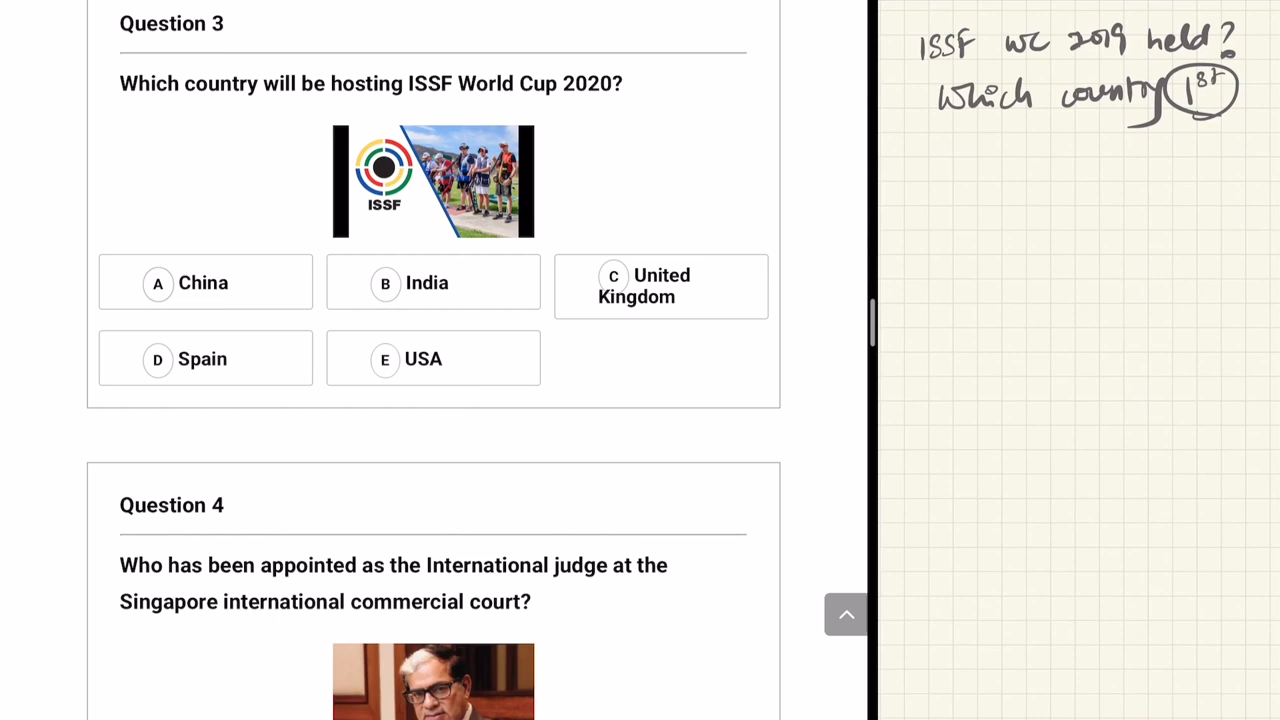 Question 3
Which country will be hosting ISSF World Cup 2020?
ISSF
A China
B India
C United
Kingdom
D Spain
E USA
Question 4
Who has been appointed as the International judge at the
Singapore international commercial court?
ISSF WC 2019 held?
Which country 1st